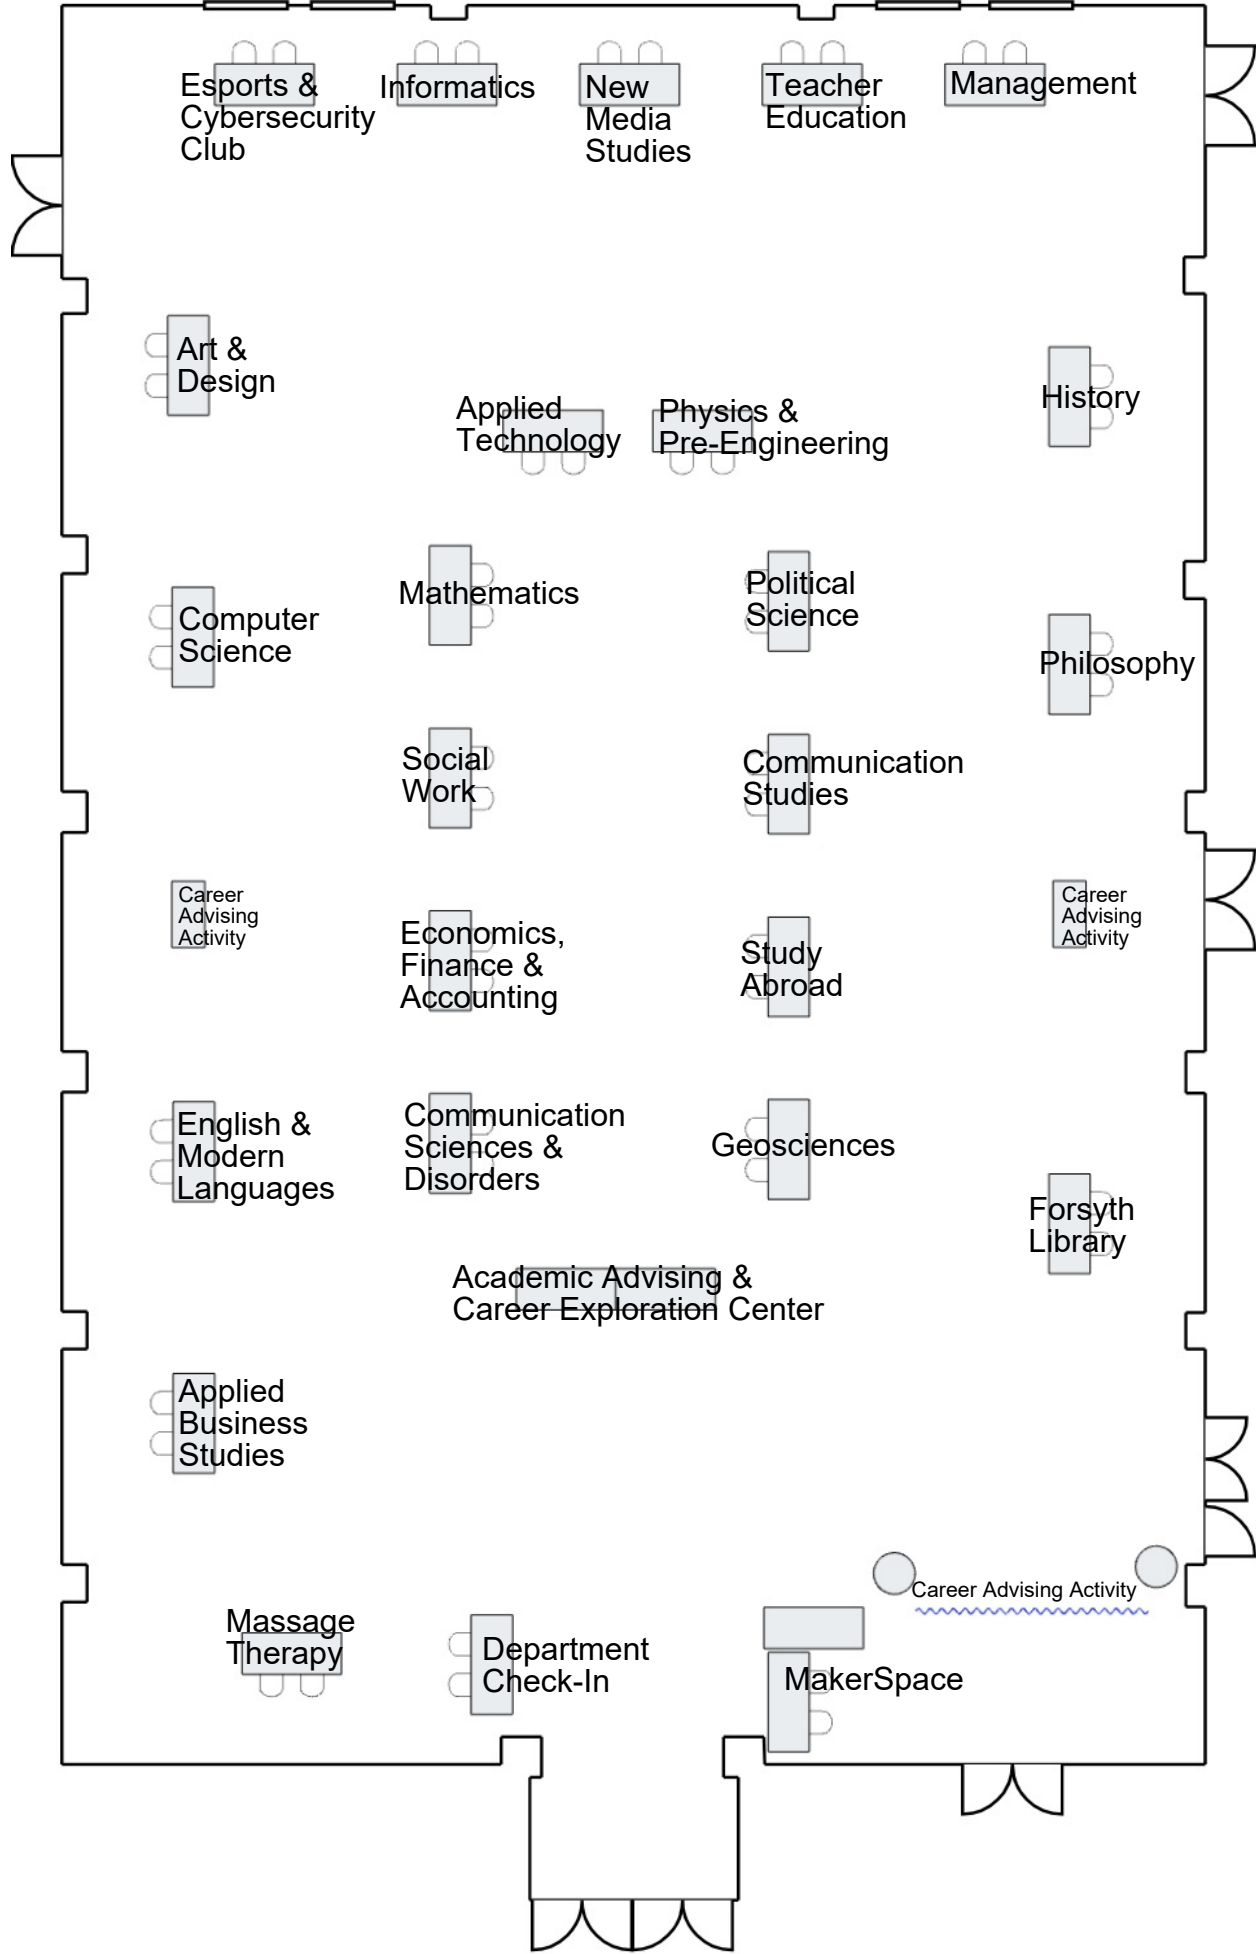 Esports &
Cybersecurity
Club
Informatics
New
Media
Studies
Teacher
Education
Management
Art &
Design
Applied
Technology
Physics &
Pre-Engineering
History
Mathematics
Political
Science
Computer
Science
Philosophy
Social
Work
Communication
Studies
Career
Advising
Activity
Economics,
Finance &
Accounting
Study
Abroad
Career
Advising
Activity
English &
Modern
Languages
Communication
Sciences &
Disorders
Geosciences
Forsyth
Library
Academic Advising &
Career Exploration Center
Applied
Business
Studies
Career Advising Activity
Massage
Therapy
Department
Check-In
MakerSpace